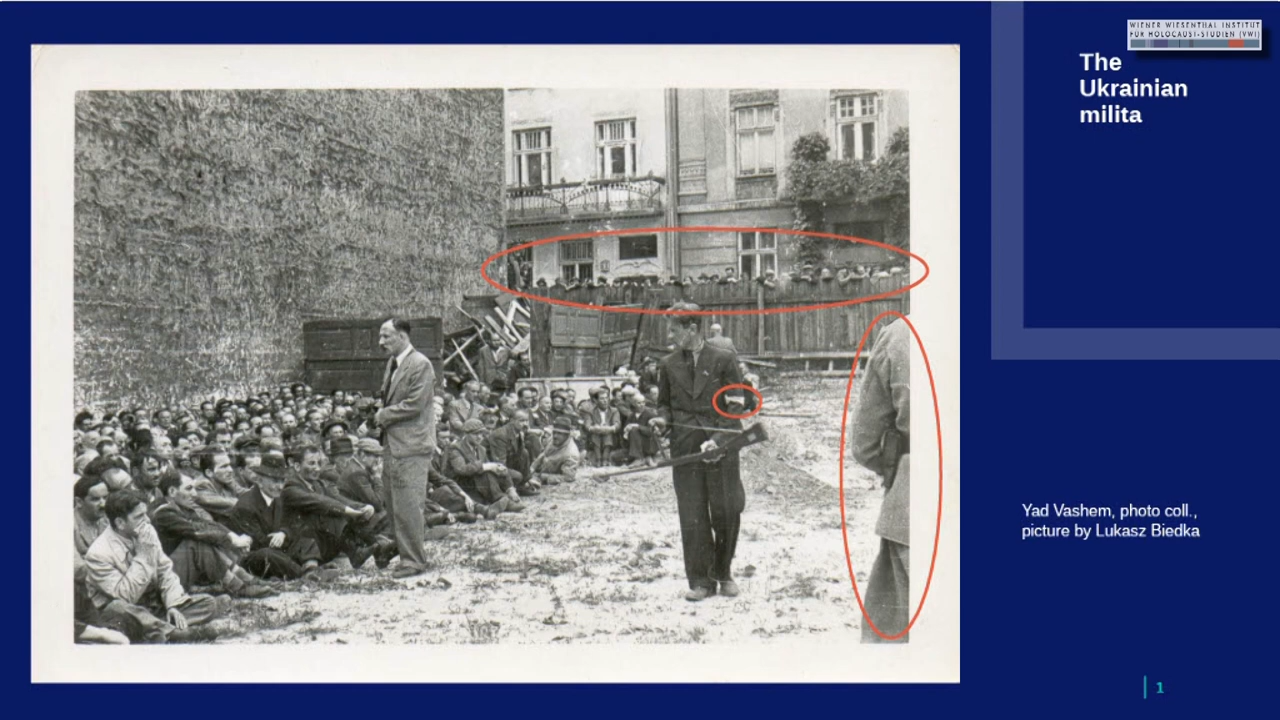 WIENER WIESENTHAL INSTITUT
FÜR HOLOCAUST-STUDIEN (VWI)
The
Ukrainian
milita
Yad Vashem, photo coll.,
picture by Lukasz Biedka
1